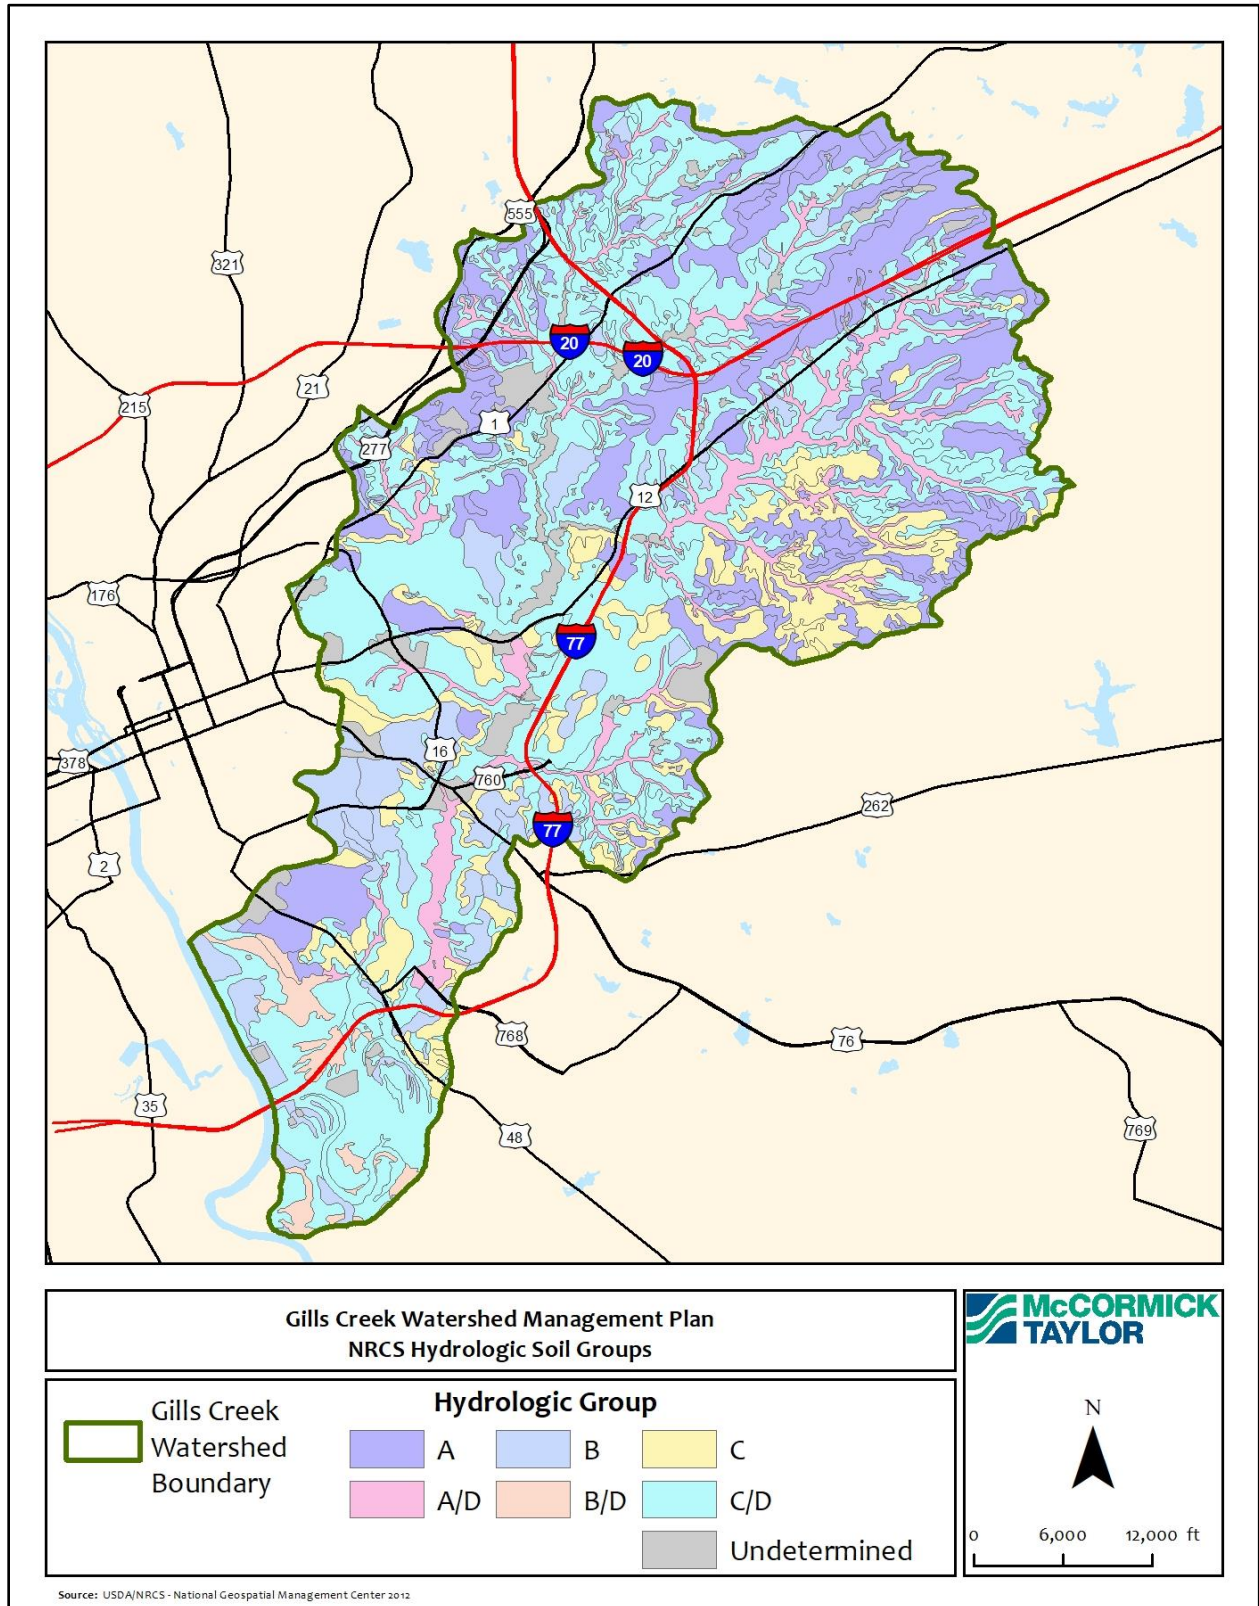 555
321
20
20
21
215
1
277
12
176
77
16
378
760
77
262
2
768
76
35
48
769
Gills Creek Watershed Management Plan
NRCS Hydrologic Soil Groups
Gills Creek
Watershed
Boundary
Hydrologic Group
A
B
C
A/D
B/D
C/D
Undetermined
McCORMICK
TAYLOR
N
0 6,000 12,000 ft
Source: USDA/NRCS - National Geospatial Management Center 2012